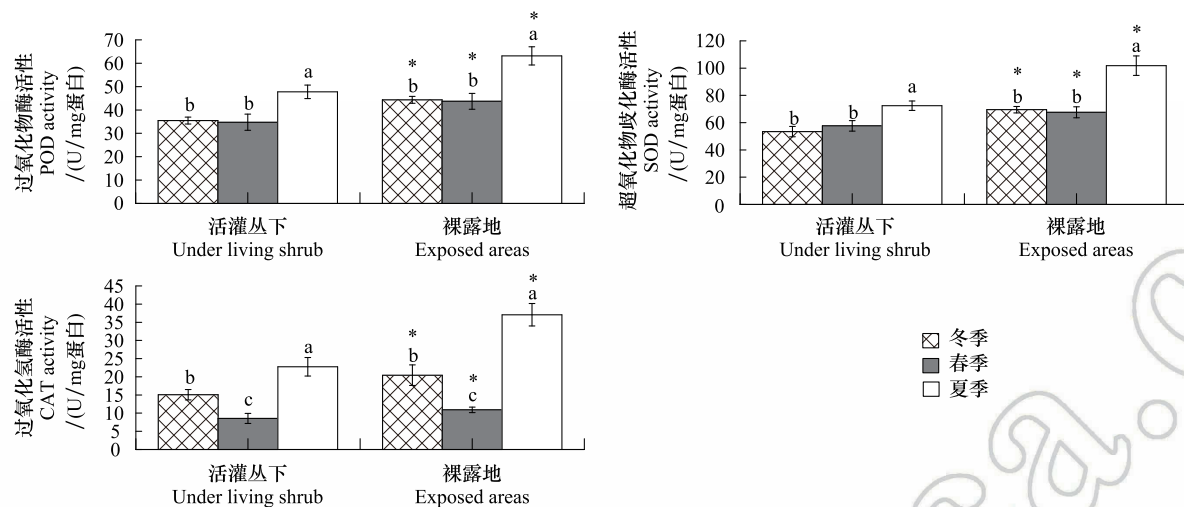 过氧化物酶活性
POD activity
/(U/mg蛋白)
70
60
50
40
30
20
10
0
b
b
a
*
b
*
b
*
a
活灌丛下
Under living shrub
裸露地
Exposed areas
超氧化物歧化酶活性
SOD activity
/(U/mg蛋白)
120
100
80
60
40
20
0
b
b
a
*
b
*
b
*
a
活灌丛下
Under living shrub
裸露地
Exposed areas
过氧化氢酶活性
CAT activity
/(U/mg蛋白)
45
40
35
30
25
20
15
10
5
0
b
c
a
*
b
*
c
*
a
活灌丛下
Under living shrub
裸露地
Exposed areas
冬季
春季
夏季